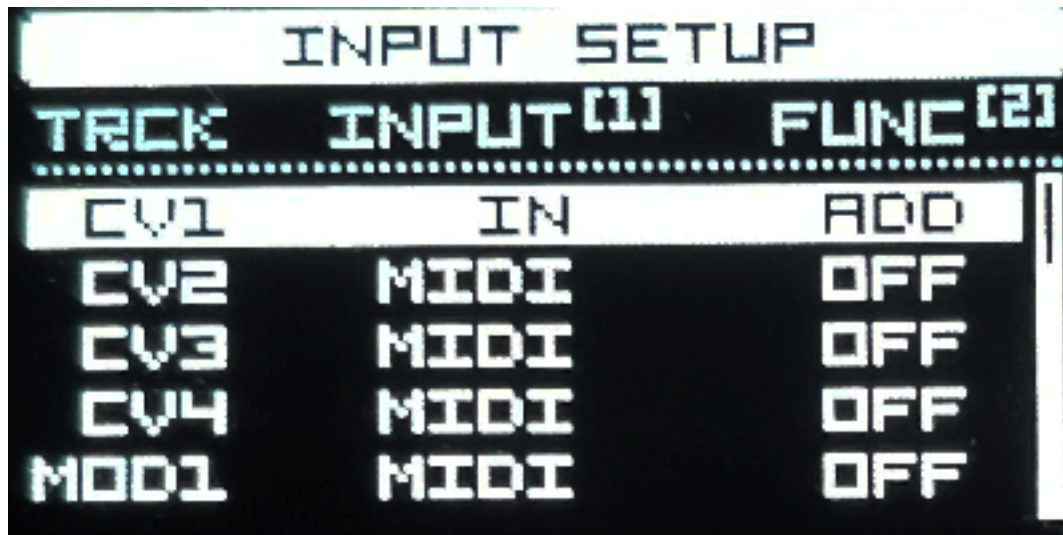 INPUT SETUP
TRCK INPUT[1] FUNC[2]
CV1 IN ADD
CV2 MIDI OFF
CV3 MIDI OFF
CV4 MIDI OFF
MOD1 MIDI OFF